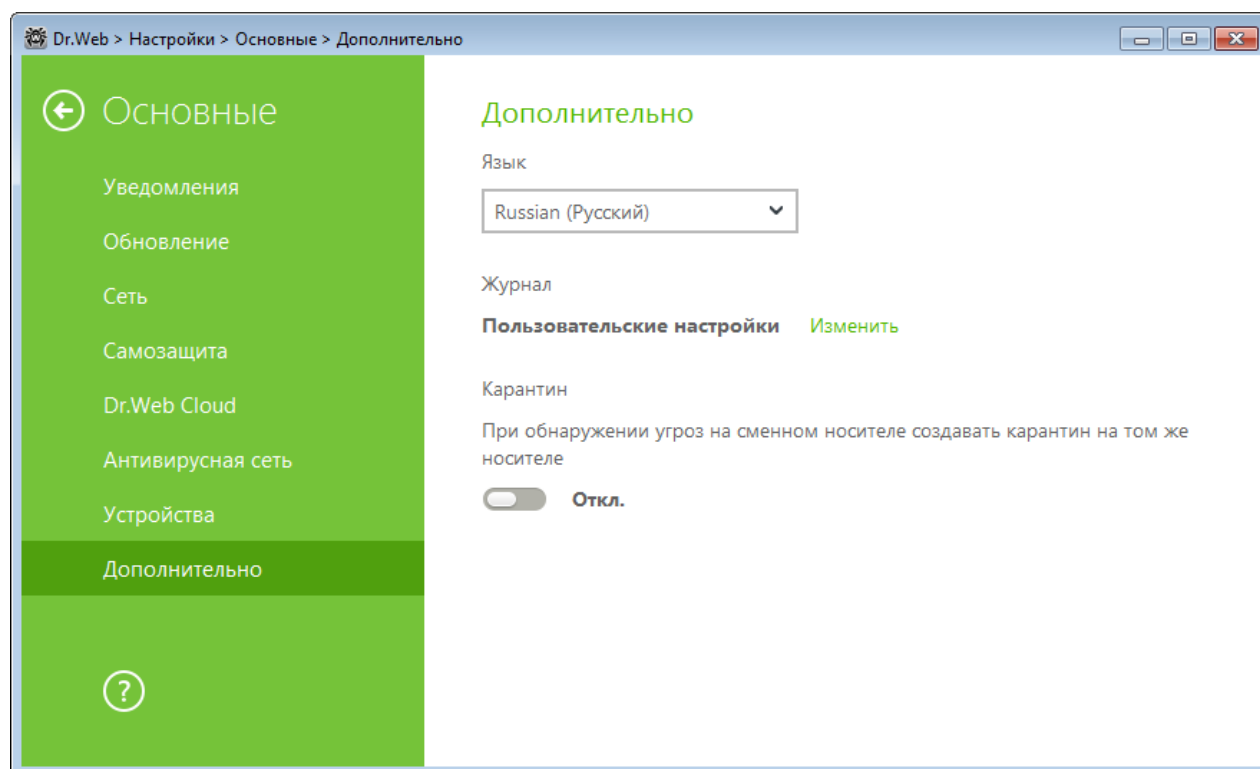 Dr.Web > Настройки > Основные > Дополнительно
Основные
Уведомления
Обновление
Сеть
Самозащита
Dr.Web Cloud
Антивирусная сеть
Устройства
Дополнительно
?
Дополнительно
Язык
Russian (Русский)
Журнал
Пользовательские настройки Изменить
Карантин
При обнаружении угроз на сменном носителе создавать карантин на том же
носителе
Откл.